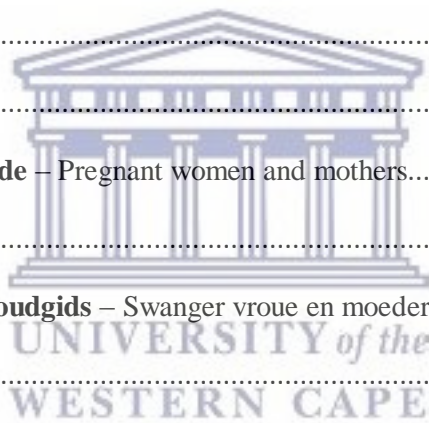 ..........................................................
..........................................................
de – Pregnant women and mothers...
..........................................................
oudgids – Swanger vroue en moeder
UNIVERSITY of the
..........................................................
WESTERN CAPE